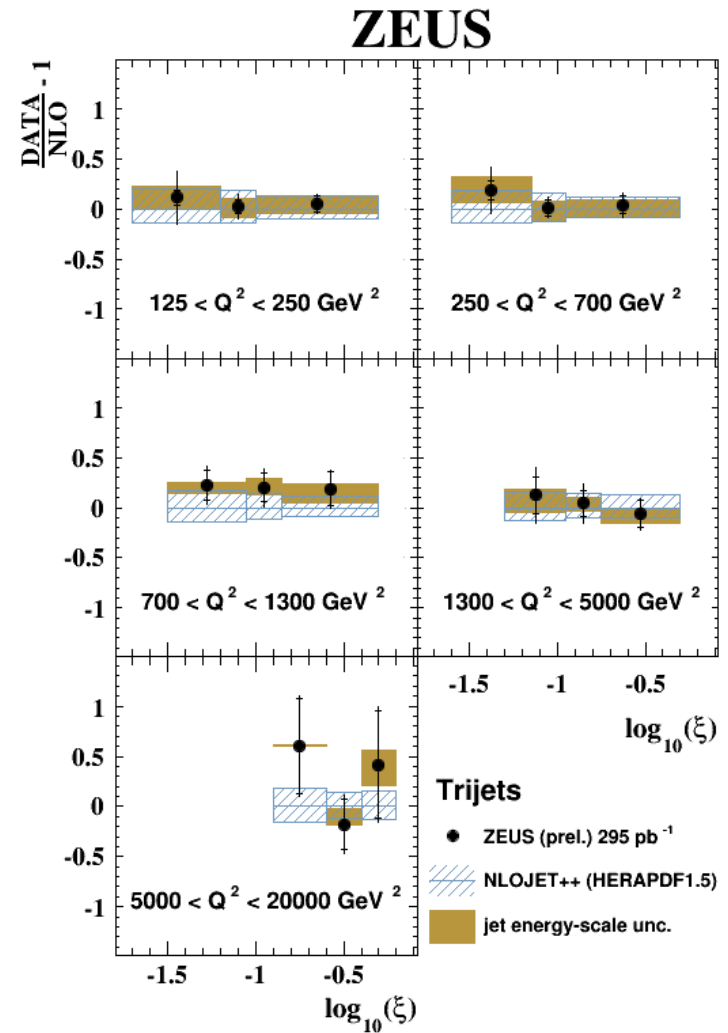 ZEUS
DATA
NLO
- 1
1
0.5
0
-0.5
-1
125 < Q 2 < 250 GeV 2
250 < Q 2 < 700 GeV 2
1
0.5
0
-0.5
-1
700 < Q 2 < 1300 GeV 2
1300 < Q 2 < 5000 GeV 2
1
0.5
0
-0.5
-1
5000 < Q 2 < 20000 GeV 2
-1.5 -1 -0.5
log10(ξ)
-1.5 -1 -0.5
log10(ξ)
Trijets
ZEUS (prel.) 295 pb -1
NLOJET++ (HERAPDF1.5)
jet energy-scale unc.